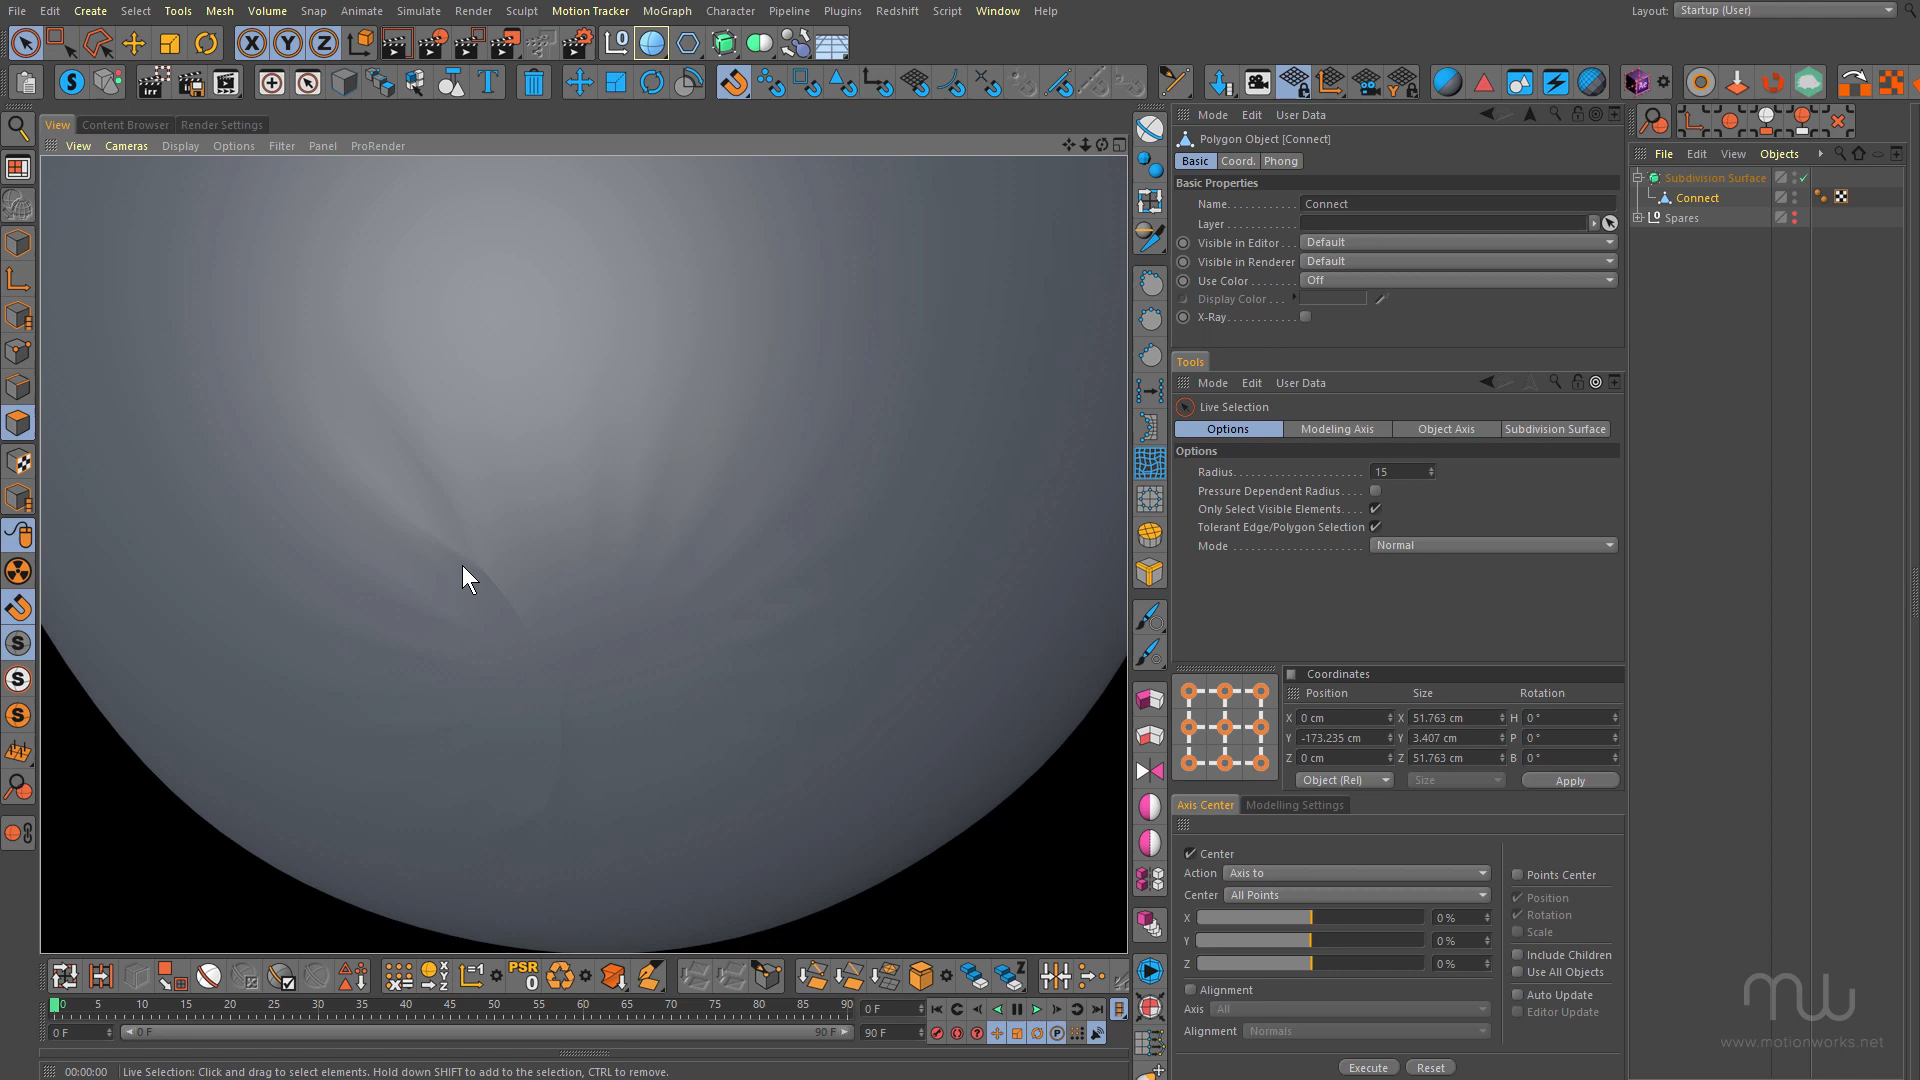 File Edit Create Select Tools Mesh Volume Snap Animate Simulate Render Sculpt Motion Tracker MoGraph Character Pipeline Plugins Redshift Script Window Help
Layout: Startup (User)
View Content Browser Render Settings
View Cameras Display Options Filter Panel ProRender
Mode Edit User Data
Polygon Object [Connect]
Basic Coord. Phong
Basic Properties
Name Connect
Layer
Visible in Editor Default
Visible in Renderer Default
Use Color Off
Display Color
X-Ray
Tools
Mode Edit User Data
Live Selection
Options Modeling Axis Object Axis Subdivision Surface
Options
Radius 15
Pressure Dependent Radius
Only Select Visible Elements
Tolerant Edge/Polygon Selection
Mode Normal
Coordinates
Position Size Rotation
X 0 cm X 51.763 cm H 0 °
Y -173.235 cm Y 3.407 cm P 0 °
Z 0 cm Z 51.763 cm B 0 °
Object (Rel) Size Apply
Axis Center Modelling Settings
Center
Action Axis to
Center All Points
X 0 %
Y 0 %
Z 0 %
Alignment
Axis All
Alignment Normals
Points Center
Position
Rotation
Scale
Include Children
Use All Objects
Auto Update
Editor Update
Execute Reset
File Edit View Objects
Subdivision Surface
Connect
Spares
PSR
0
0 5 10 15 20 25 30 35 40 45 50 55 60 65 70 75 80 85 90 0 F
0 F 0 F 90 F 90 F
00:00:00 Live Selection: Click and drag to select elements. Hold down SHIFT to add to the selection, CTRL to remove.
mw
www.motionworks.net